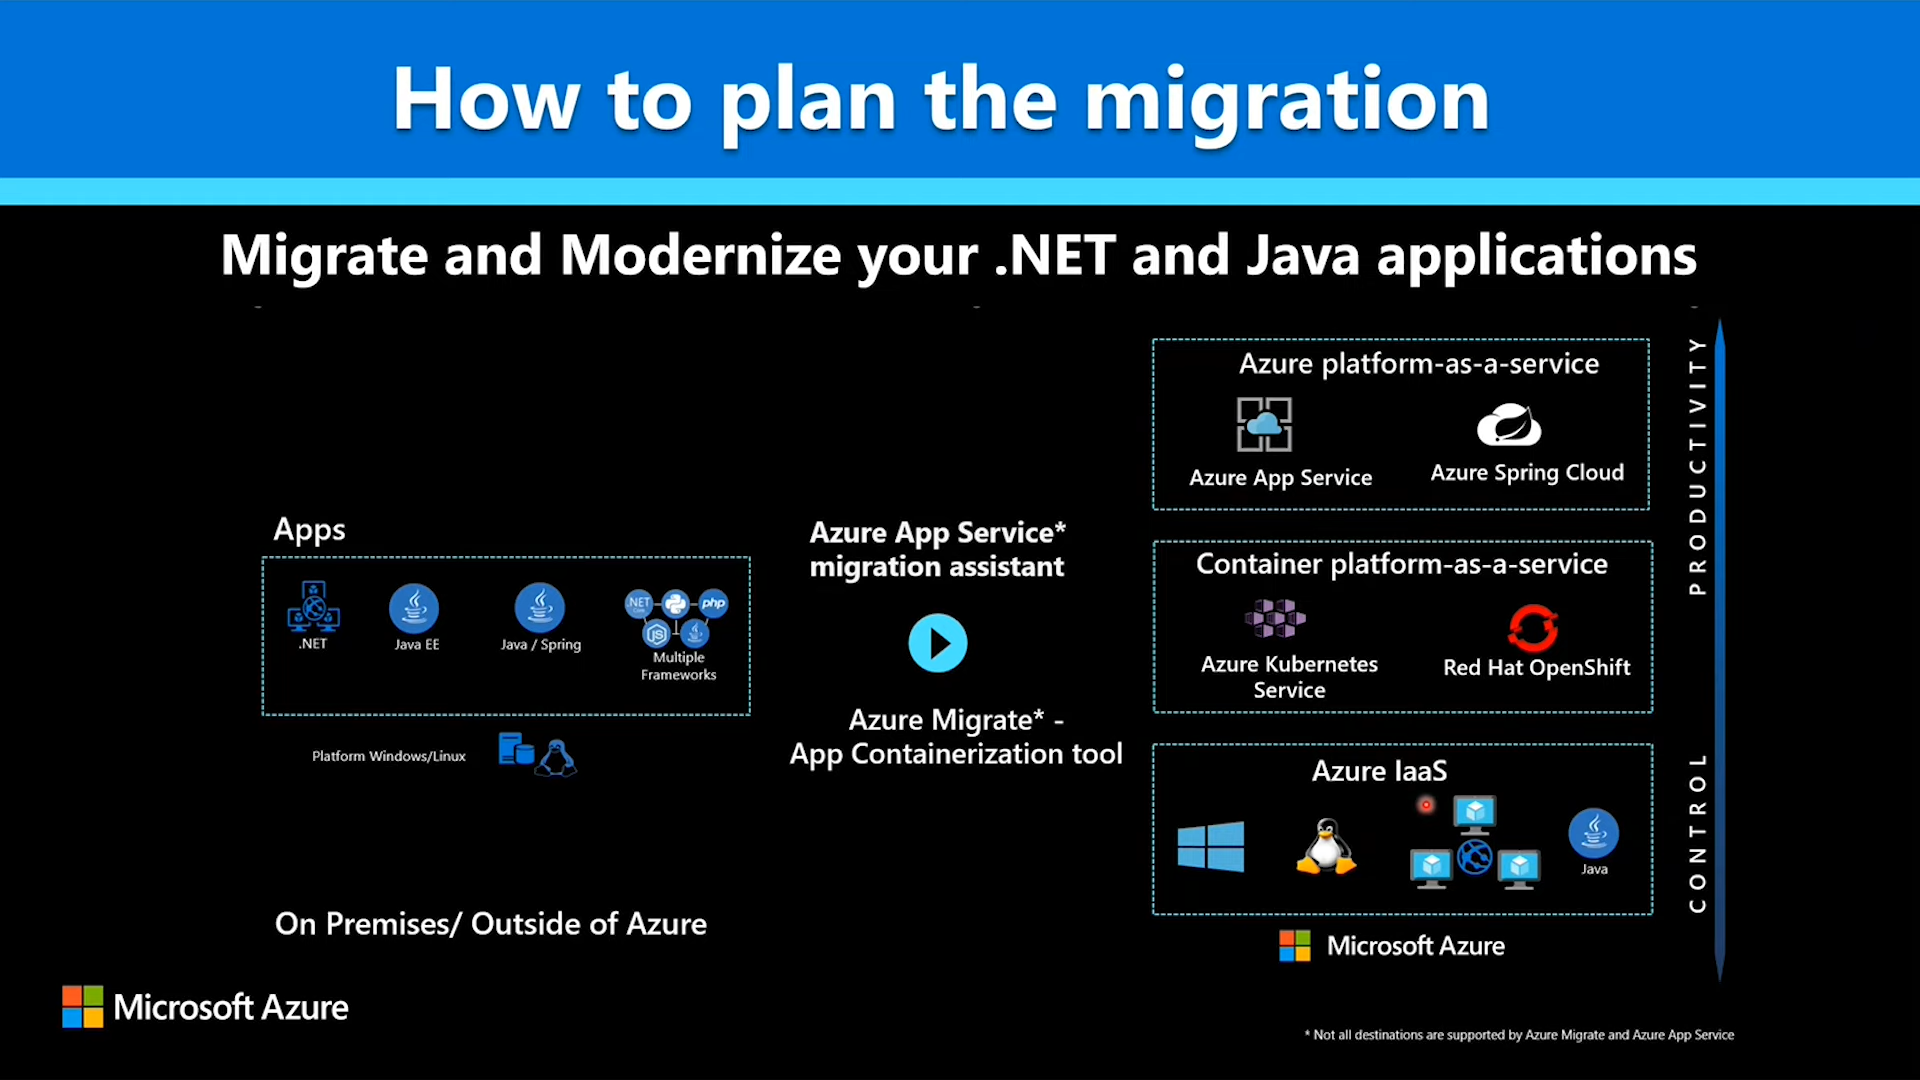 How to plan the migration
Migrate and Modernize your .NET and Java applications
Apps
.NET
Java EE
Java / Spring
.NET
Core
php
JS
Multiple
Frameworks
Platform Windows/Linux
On Premises/ Outside of Azure
Azure App Service*
migration assistant
Azure Migrate* -
App Containerization tool
Azure platform-as-a-service
Azure App Service
Azure Spring Cloud
Container platform-as-a-service
Azure Kubernetes
Service
Red Hat OpenShift
Azure IaaS
Java
Microsoft Azure
PRODUCTIVITY
CONTROL
Microsoft Azure
* Not all destinations are supported by Azure Migrate and Azure App Service